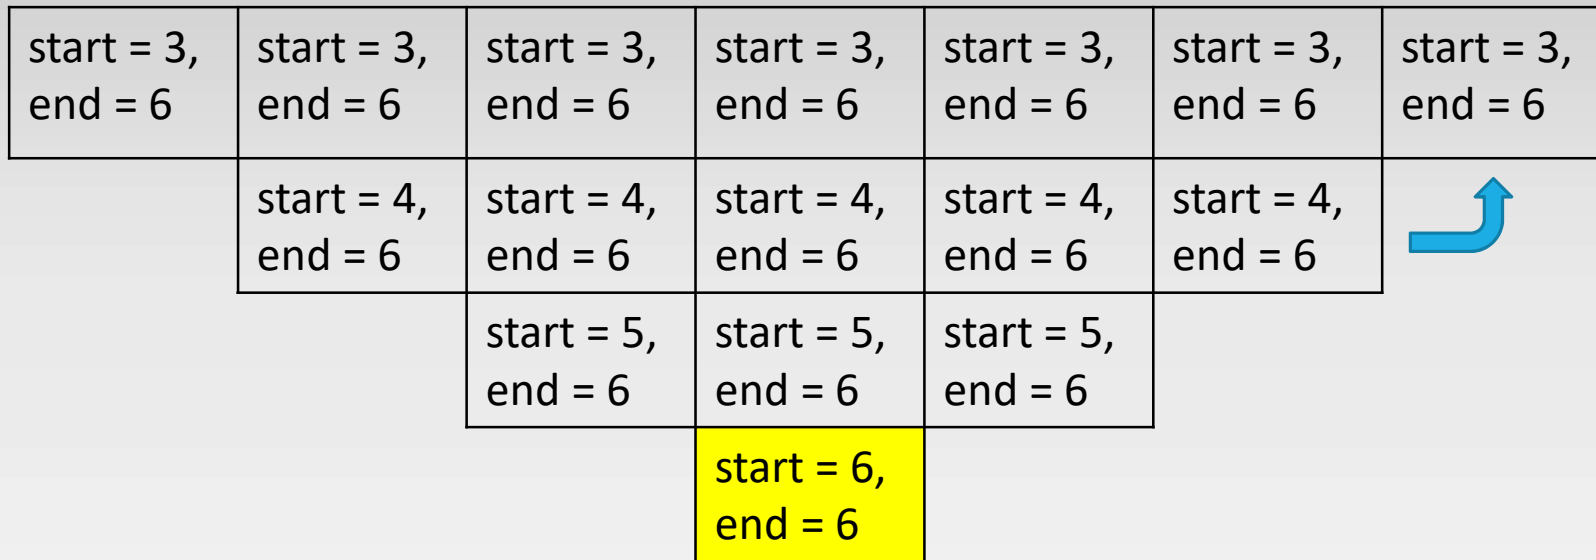 start = 3,
end = 6
start = 3,
end = 6
start = 3,
end = 6
start = 3,
end = 6
start = 3,
end = 6
start = 3,
end = 6
start = 3,
end = 6
start = 4,
end = 6
start = 4,
end = 6
start = 4,
end = 6
start = 4,
end = 6
start = 4,
end = 6
start = 5,
end = 6
start = 5,
end = 6
start = 5,
end = 6
start = 6,
end = 6